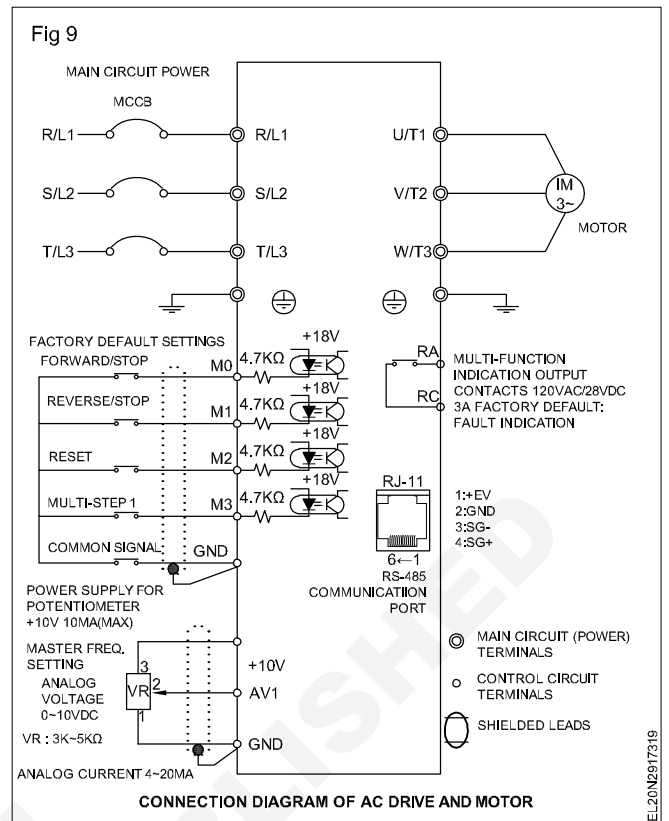 Fig 9
MAIN CIRCUIT POWER
MCCB
R/L1
R/L1
U/T1
S/L2
S/L2
V/T2
IM
3~
MOTOR
T/L3
T/L3
W/T3
FACTORY DEFAULT SETTINGS
FORWARD/STOP
M0
4.7KΩ
+18V
REVERSE/STOP
M1
4.7KΩ
+18V
RESET
M2
4.7KΩ
+18V
MULTI-STEP 1
M3
4.7KΩ
+18V
COMMON SIGNAL
GND
RA
RC
MULTI-FUNCTION
INDICATION OUTPUT
CONTACTS 120VAC/28VDC
3A FACTORY DEFAULT:
FAULT INDICATION
RJ-11
6←1
1:+EV
2:GND
3:SG-
4:SG+
RS-485
COMMUNICATIION
PORT
POWER SUPPLY FOR
POTENTIOMETER
+10V 10MA(MAX)
MASTER FREQ.
SETTING
ANALOG
VOLTAGE
0~10VDC
VR : 3K~5KΩ
3
VR
2
1
+10V
AV1
GND
ANALOG CURRENT 4~20MA
MAIN CIRCUIT (POWER)
TERMINALS
CONTROL CIRCUIT
TERMINALS
SHIELDED LEADS
CONNECTION DIAGRAM OF AC DRIVE AND MOTOR
EL20N2917319